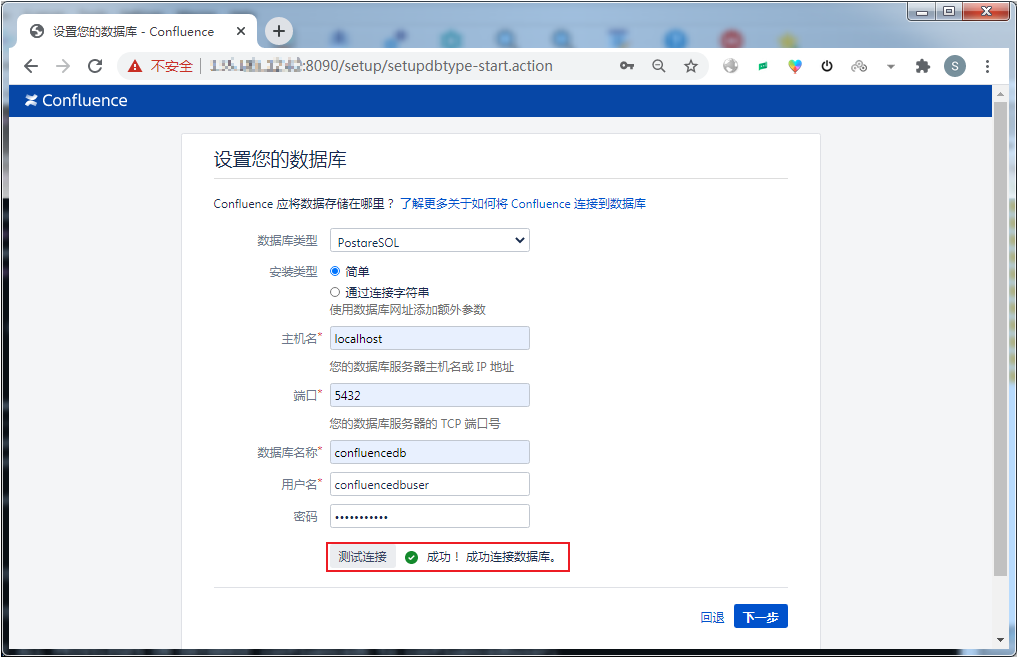 设置您的数据库 - Confluence
不安全
:8090/setup/setupdbtype-start.action
S
Confluence
设置您的数据库
Confluence 应将数据存储在哪里？ 了解更多关于如何将 Confluence 连接到数据库
数据库类型 PostgreSQL
安装类型 简单
通过连接字符串
使用数据库网址添加额外参数
主机名* localhost
您的数据库服务器主机名或 IP 地址
端口* 5432
您的数据库服务器的 TCP 端口号
数据库名称* confluencedb
用户名* confluencedbuser
密码 •••••••••••
测试连接 成功！ 成功连接数据库。
回退 下一步